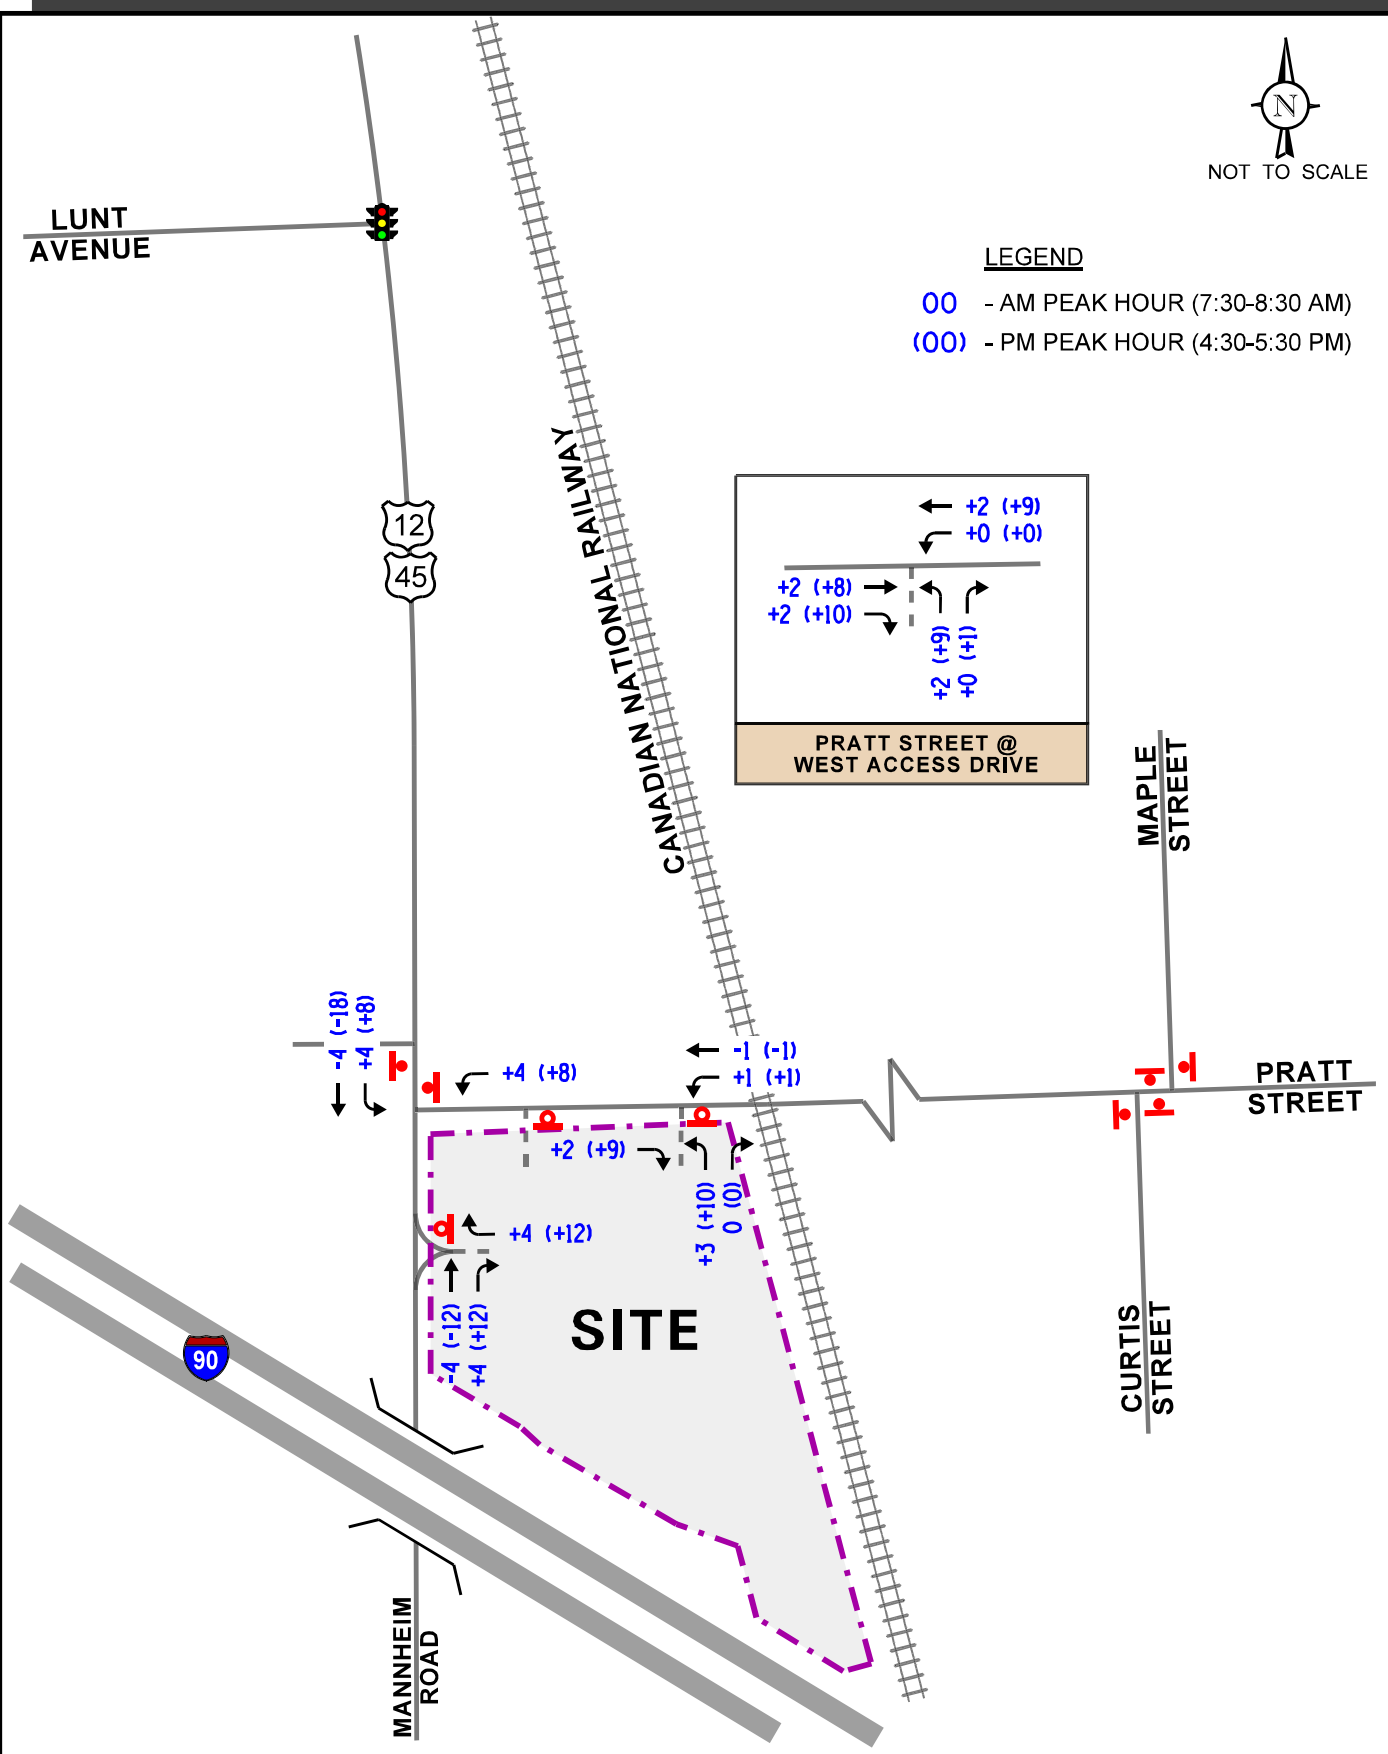 N
NOT TO SCALE
LUNT
AVENUE
LEGEND
00 - AM PEAK HOUR (7:30-8:30 AM)
(00) - PM PEAK HOUR (4:30-5:30 PM)
CANADIAN NATIONAL RAILWAY
12
45
+2 (+9)
+0 (+0)
+2 (+8)
+2 (+10)
+2 (+9)
+0 (+1)
PRATT STREET @
WEST ACCESS DRIVE
MAPLE
STREET
-4 (-18)
+4 (+8)
+4 (+8)
-1 (-1)
+1 (+1)
PRATT
STREET
+2 (+9)
+3 (+10)
0 (0)
+4 (+12)
-4 (-12)
+4 (+12)
SITE
90
CURTIS
STREET
MANNHEIM
ROAD